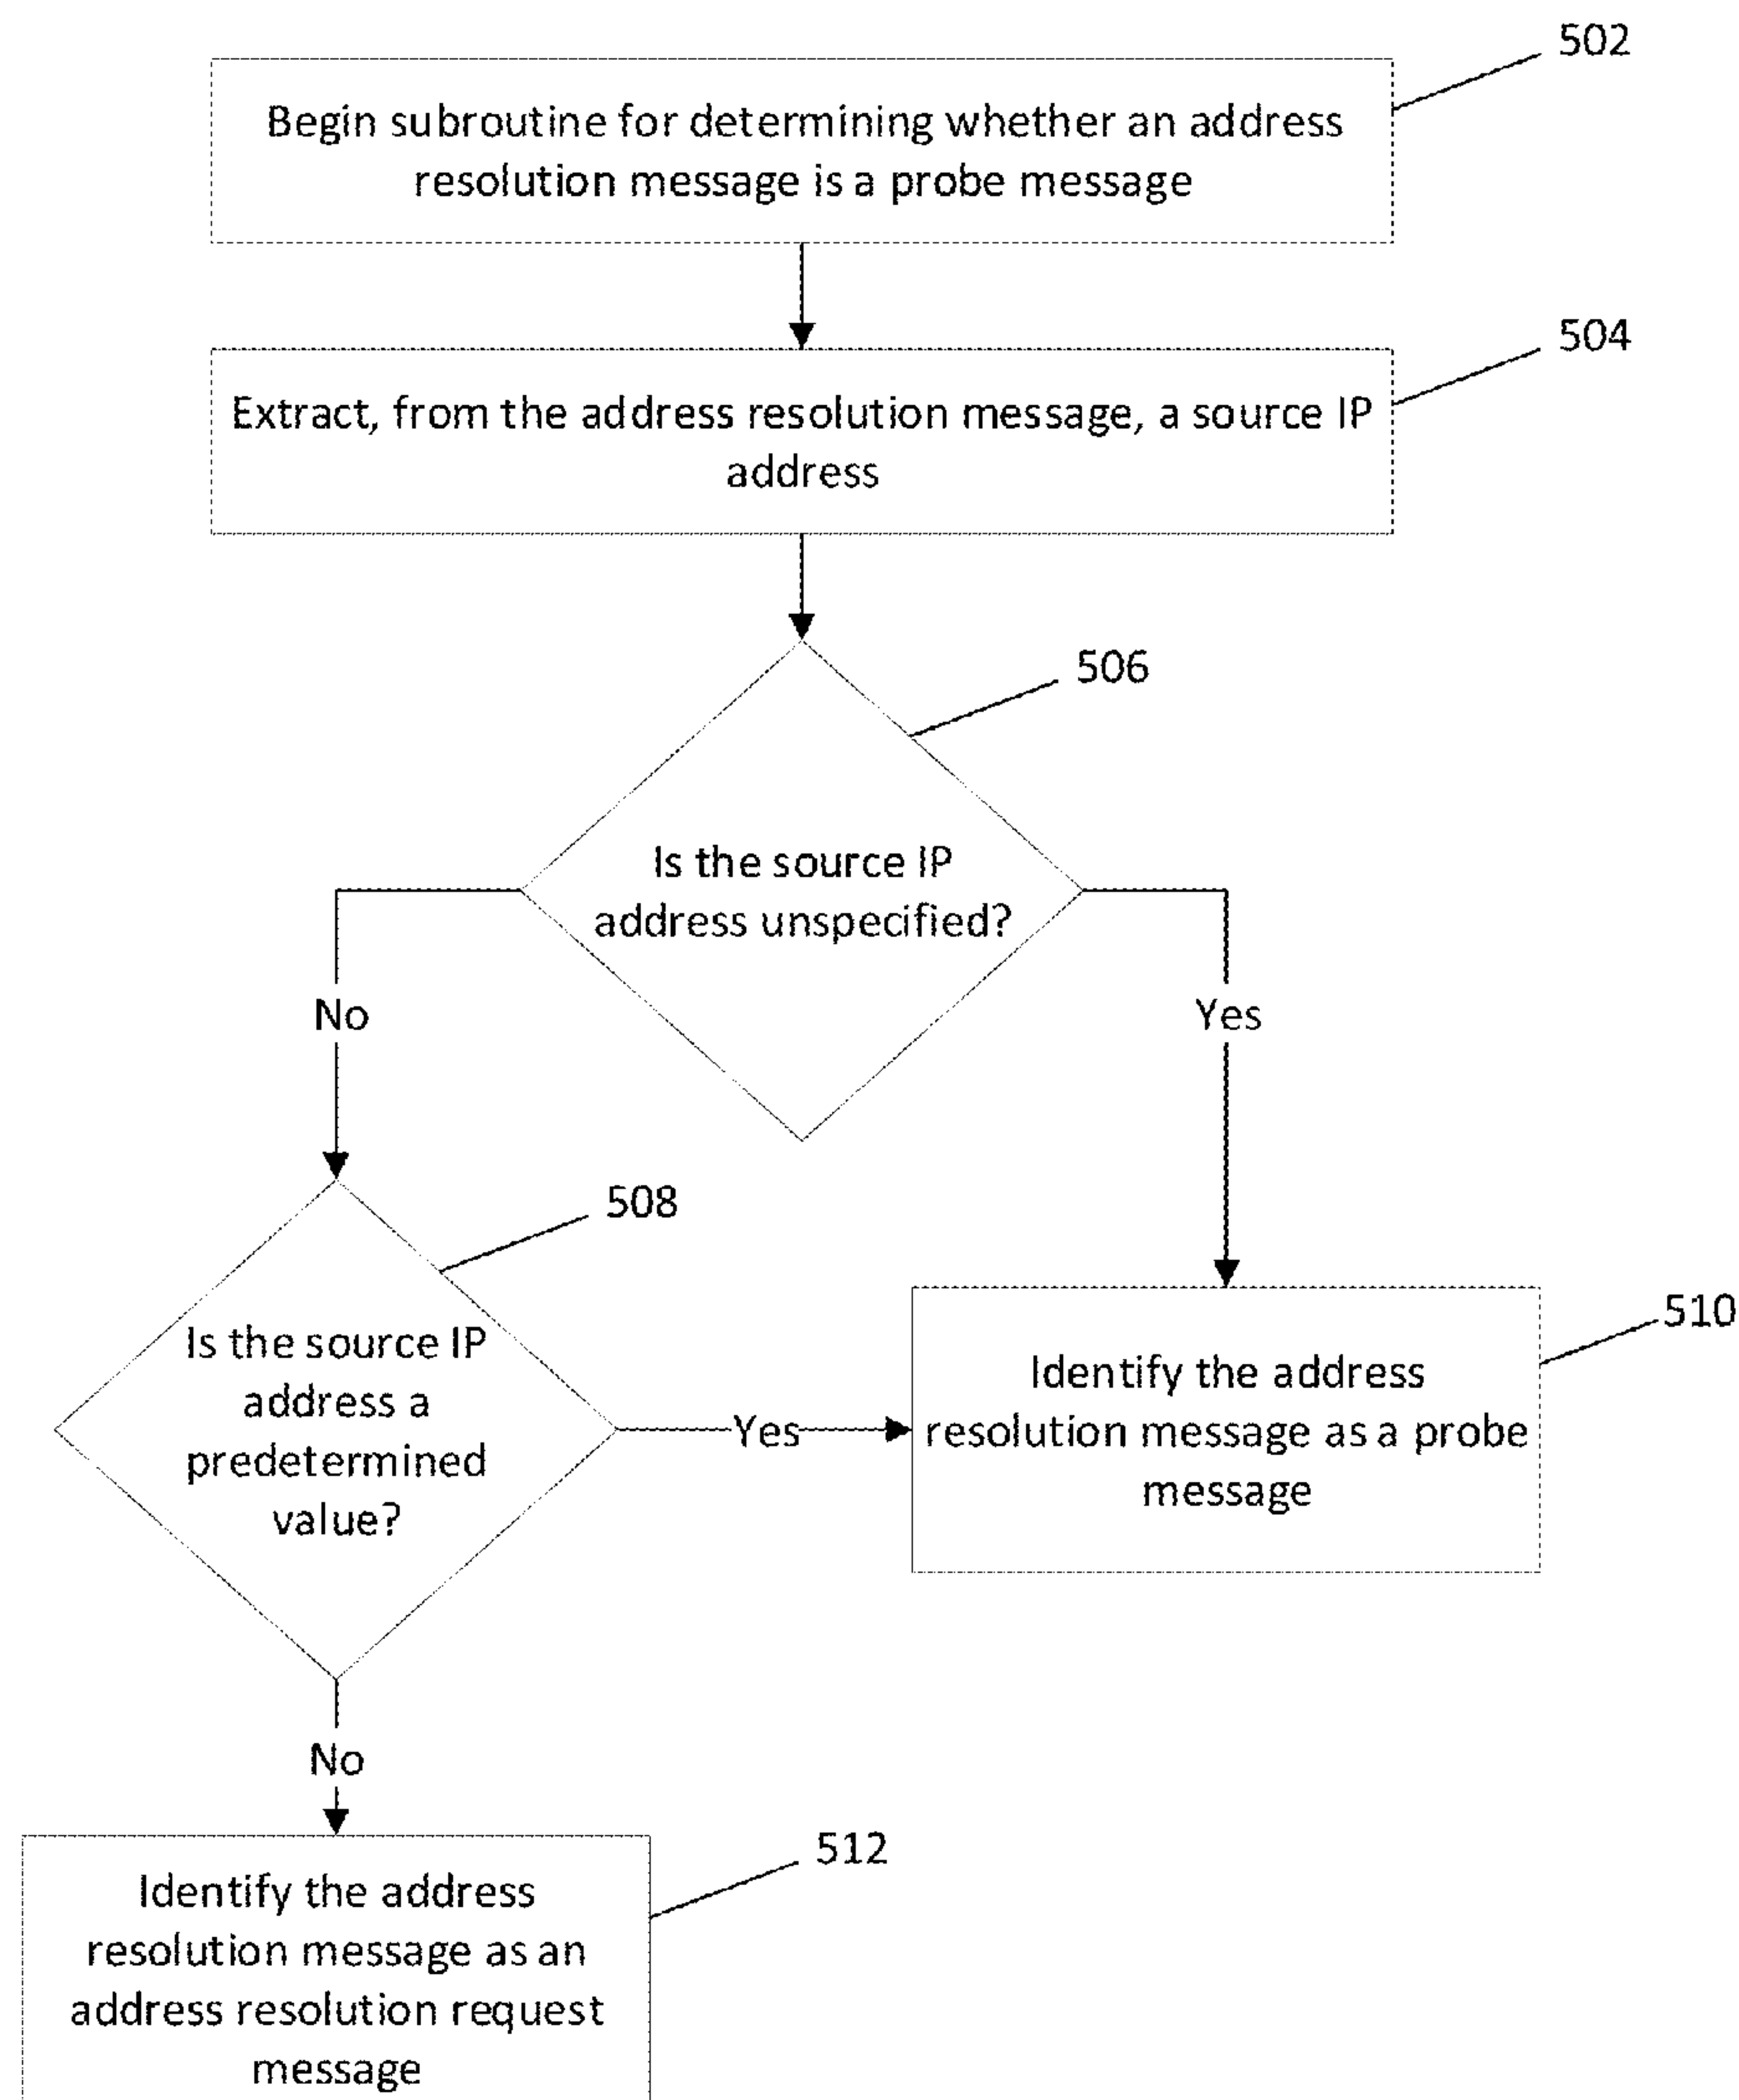 502
Begin subroutine for determining whether an address
resolution message is a probe message
504
Extract, from the address resolution message, a source IP
address
506
Is the source IP
address unspecified?
No
Yes
508
Is the source IP
address a
predetermined
value?
Yes
510
Identify the address
resolution message as a probe
message
No
512
Identify the address
resolution message as an
address resolution request
message